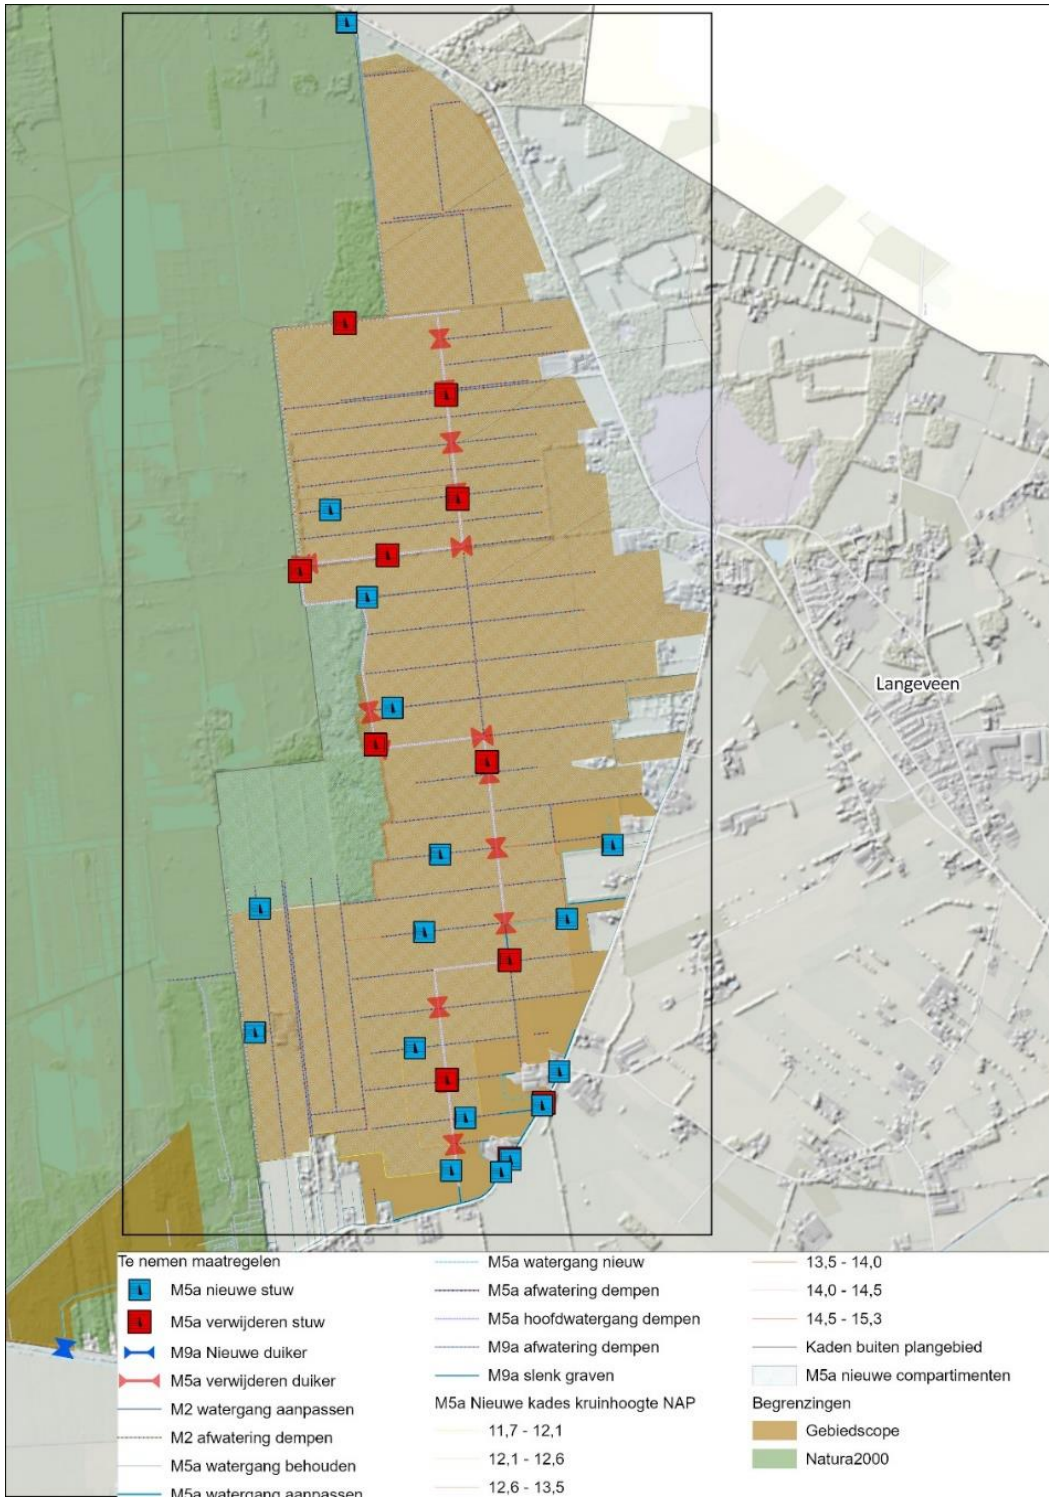 Langeveen
Te nemen maatregelen
M5a nieuwe stuw
M5a verwijderen stuw
M9a Nieuwe duiker
M5a verwijderen duiker
M2 watergang aanpassen
M2 afwatering dempen
M5a watergang behouden
M5a watergang aanpassen
M5a watergang nieuw
M5a afwatering dempen
M5a hoofdwatergang dempen
M9a afwatering dempen
M9a slenk graven
M5a Nieuwe kades kruinhoogte NAP
11,7 - 12,1
12,1 - 12,6
12,6 - 13,5
13,5 - 14,0
14,0 - 14,5
14,5 - 15,3
Kaden buiten plangebied
M5a nieuwe compartimenten
Begrenzingen
Gebiedscope
Natura2000